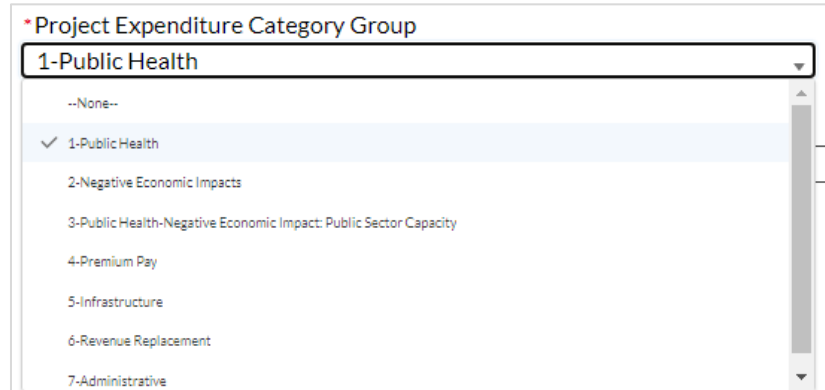 *Project Expenditure Category Group
1-Public Health
--None--
1-Public Health
2-Negative Economic Impacts
3-Public Health-Negative Economic Impact: Public Sector Capacity
4-Premium Pay
5-Infrastructure
6-Revenue Replacement
7-Administrative